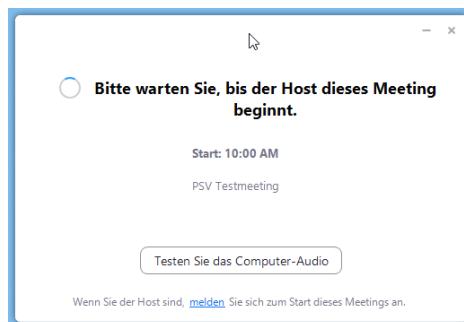 Bitte warten Sie, bis der Host dieses Meeting
beginnt.
Start: 10:00 AM
PSV Testmeeting
Testen Sie das Computer-Audio
Wenn Sie der Host sind, melden Sie sich zum Start dieses Meetings an.